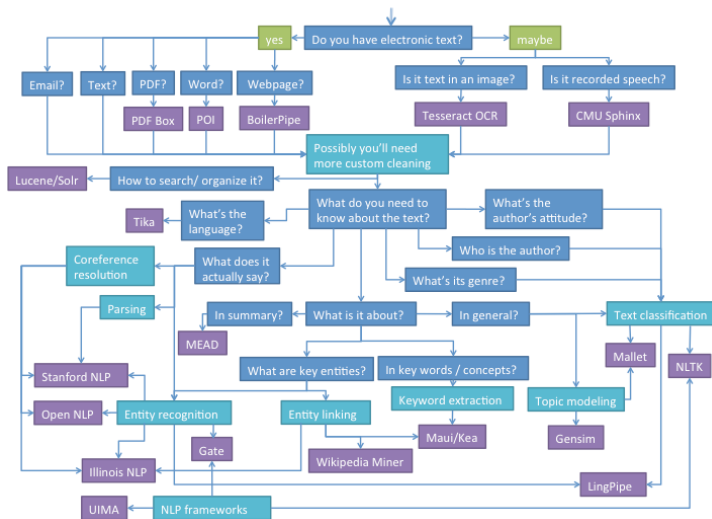 yes
Do you have electronic text?
maybe
Email?
Text?
PDF?
Word?
Webpage?
Is it text in an image?
Is it recorded speech?
PDF Box
POI
BoilerPipe
Tesseract OCR
CMU Sphinx
Possibly you'll need
more custom cleaning
Lucene/Solr
How to search/ organize it?
What do you need to
know about the text?
What's the
author's attitude?
Tika
What's the
language?
Who is the author?
Coreference
resolution
What does it
actually say?
What's its genre?
Parsing
In summary?
What is it about?
In general?
Text classification
MEAD
Mallet
NLTK
Stanford NLP
What are key entities?
In key words / concepts?
Keyword extraction
Topic modeling
Open NLP
Entity recognition
Entity linking
Maui/Kea
Gensim
Gate
Wikipedia Miner
Illinois NLP
LingPipe
UIMA
NLP frameworks